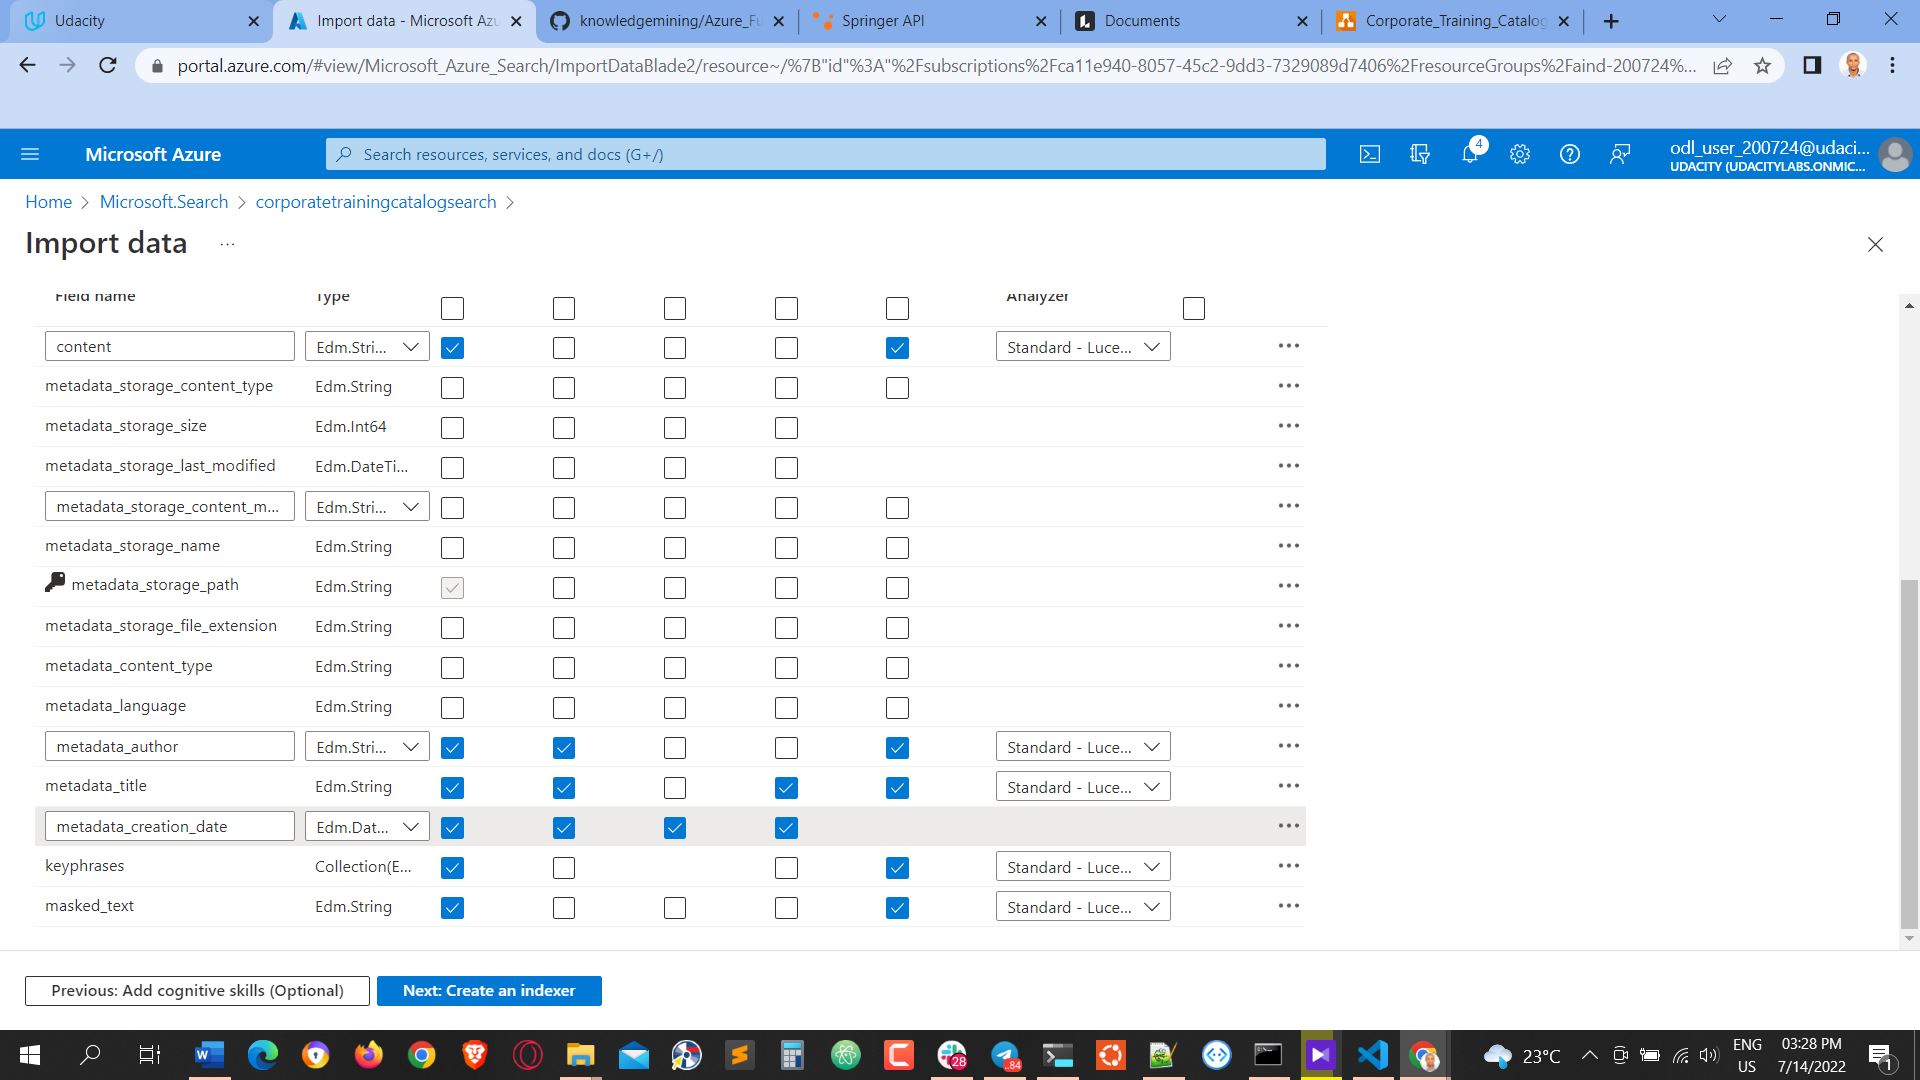 Udacity
Import data - Microsoft Azu
knowledgemining/Azure_Fu
Springer API
Documents
Corporate_Training_Catalog
portal.azure.com/#view/Microsoft_Azure_Search/ImportDataBlade2/resource~/%7B"id"%3A"%2Fsubscriptions%2Fca11e940-8057-45c2-9dd3-7329089d7406%2FresourceGroups%2Faind-200724%...
Microsoft Azure
Search resources, services, and docs (G+/)
4
odl_user_200724@udaci...
UDACITY (UDACITYLABS.ONMIC...
Home > Microsoft.Search > corporatetrainingcatalogsearch >
Import data ...
Field name Type Analyzer
content Edm.Stri... Standard - Luce...
metadata_storage_content_type Edm.String
metadata_storage_size Edm.Int64
metadata_storage_last_modified Edm.DateTi...
metadata_storage_content_m... Edm.Stri...
metadata_storage_name Edm.String
metadata_storage_path Edm.String
metadata_storage_file_extension Edm.String
metadata_content_type Edm.String
metadata_language Edm.String
metadata_author Edm.Stri... Standard - Luce...
metadata_title Edm.String Standard - Luce...
metadata_creation_date Edm.Dat...
keyphrases Collection(E... Standard - Luce...
masked_text Edm.String Standard - Luce...
Previous: Add cognitive skills (Optional)
Next: Create an indexer
28
.84
23°C
ENG
US
03:28 PM
7/14/2022
1